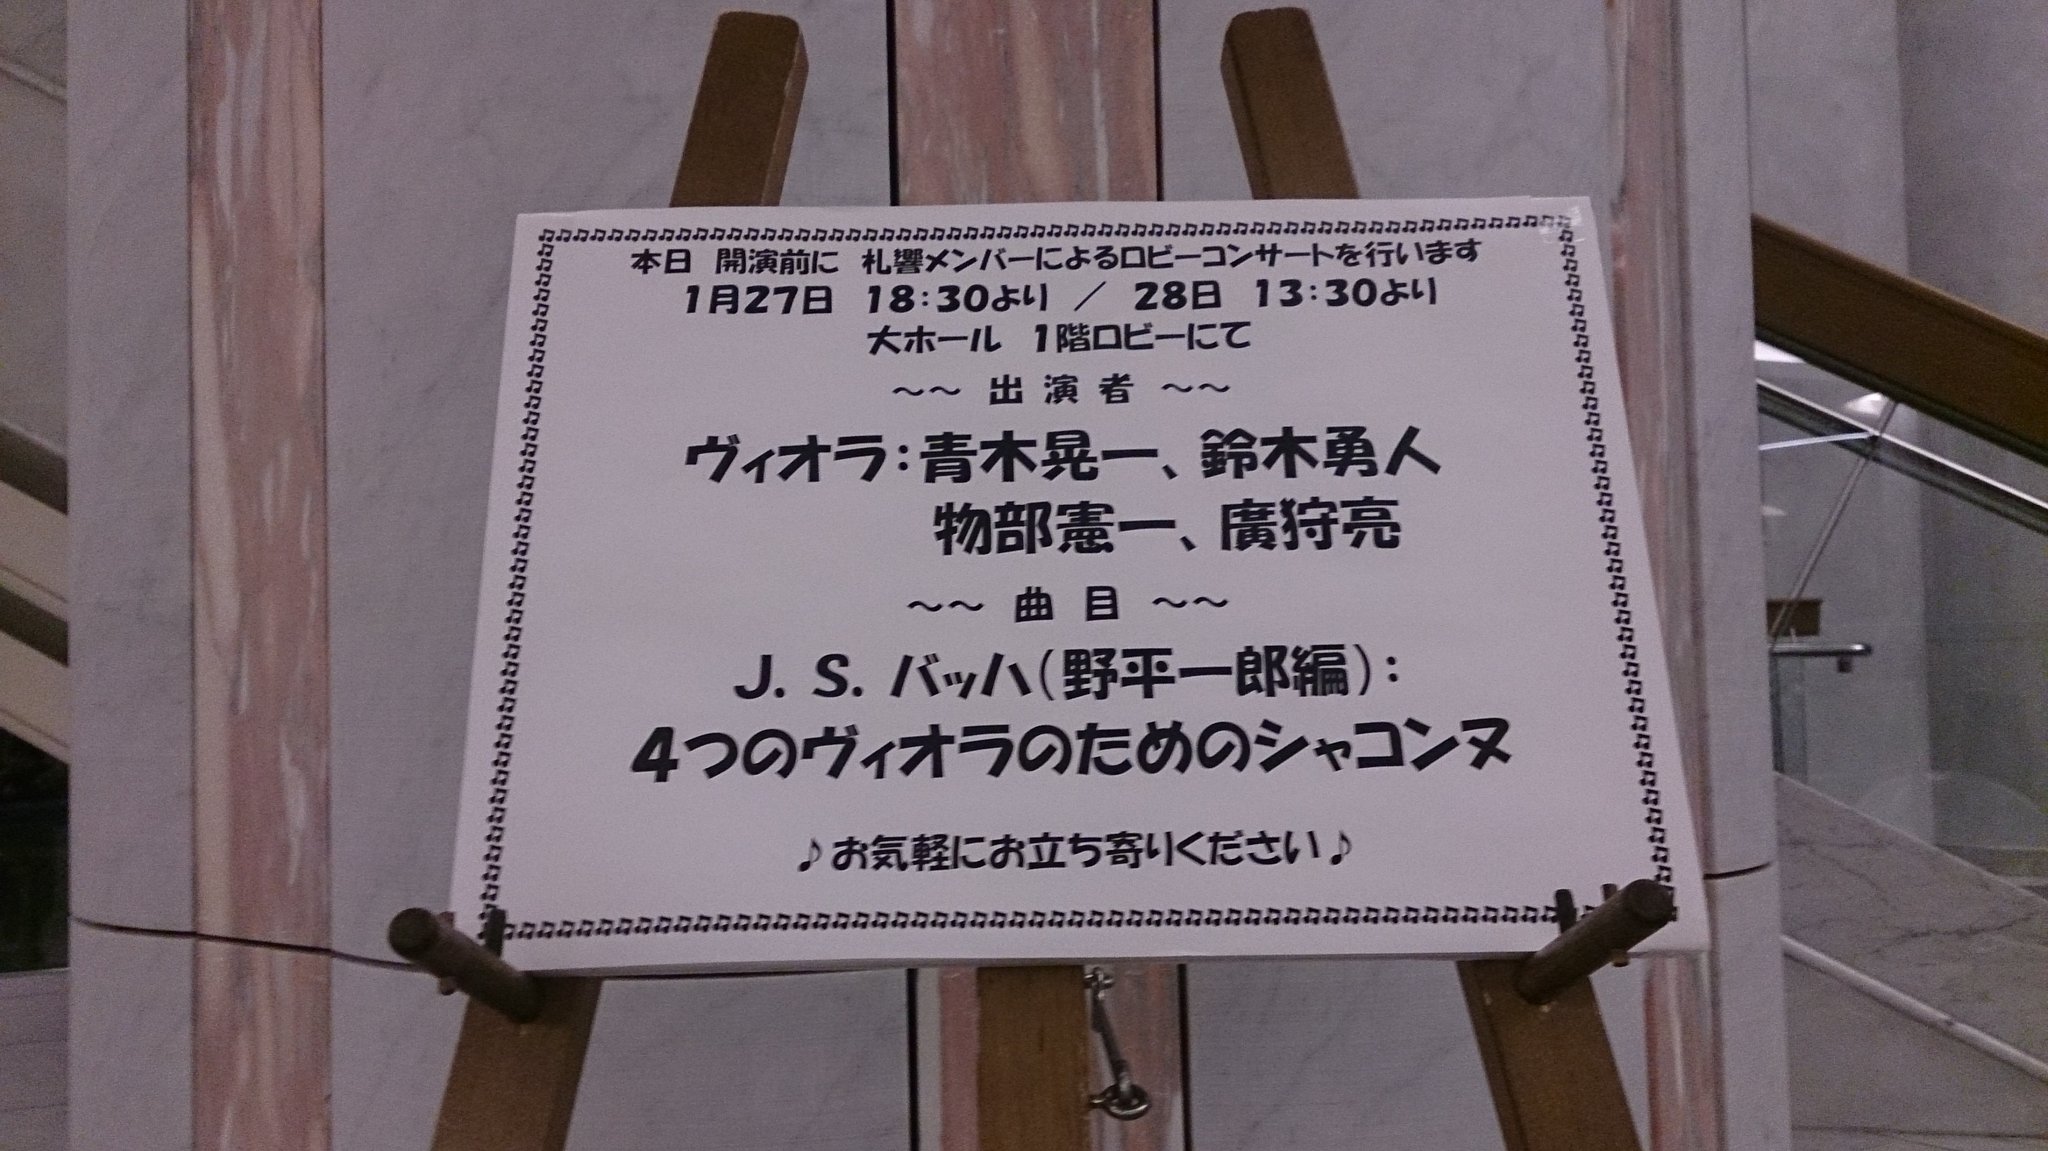 本日 開演前に 札響メンバーによるロビーコンサートを行います
1月27日 18:30より / 28日 13:30より
大ホール 1階ロビーにて
～～ 出演者 ～～
ヴィオラ:青木晃一、鈴木勇人
物部憲一、廣狩亮
～～ 曲目 ～～
J. S. バッハ(野平一郎編):
4つのヴィオラのためのシャコンヌ
♪お気軽にお立ち寄りください♪